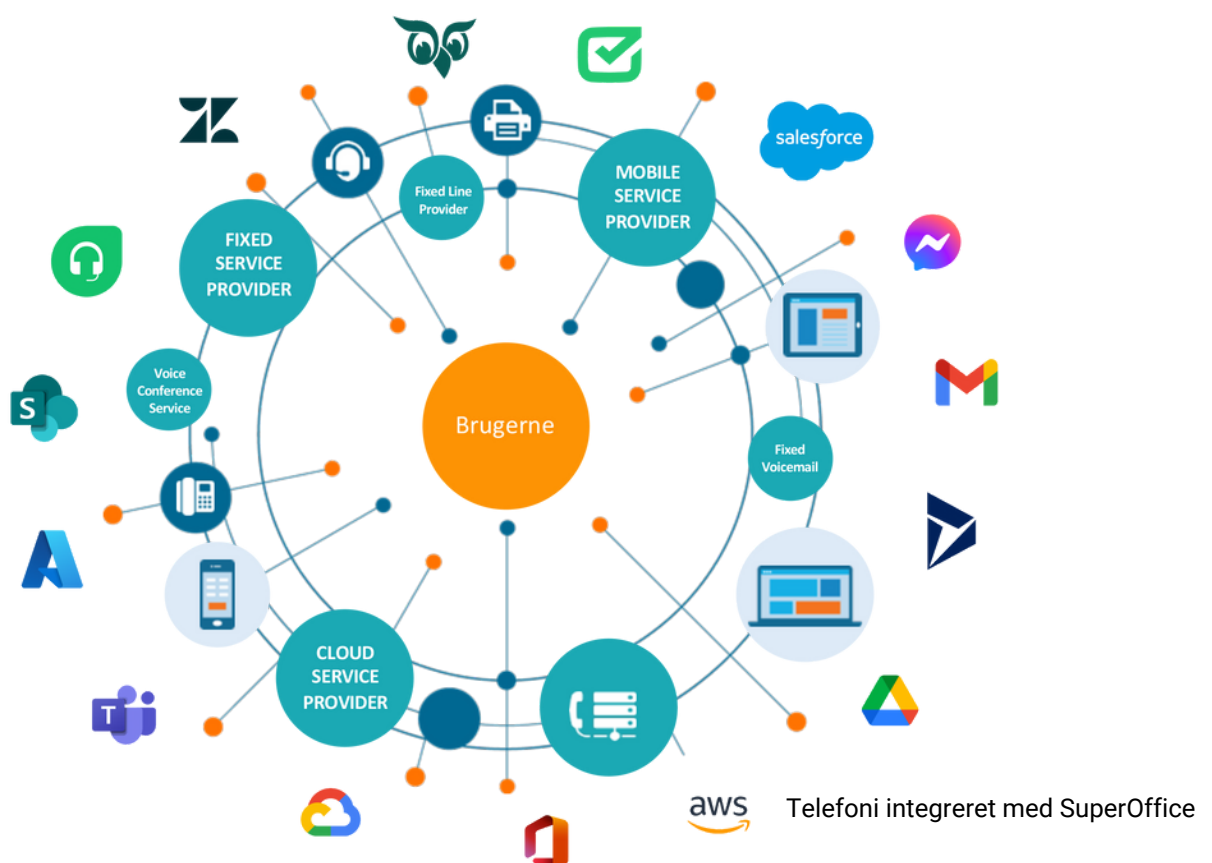 salesforce
MOBILE
SERVICE
PROVIDER
Fixed Line
Provider
FIXED
SERVICE
PROVIDER
Voice
Conference
Service
Brugerne
Fixed
Voicemail
S
CLOUD
SERVICE
PROVIDER
T
aws
Telefoni integreret med SuperOffice